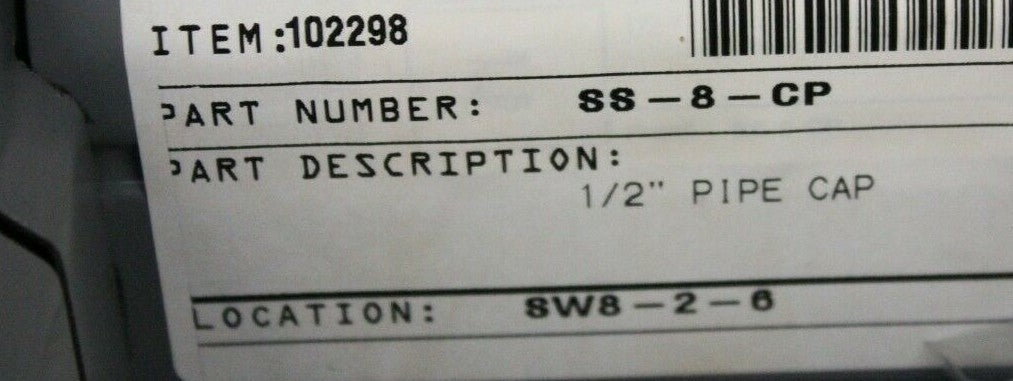 ITEM:102298
PART NUMBER: SS-8-CP
PART DESCRIPTION:
1/2" PIPE CAP
LOCATION: SW8-2-6